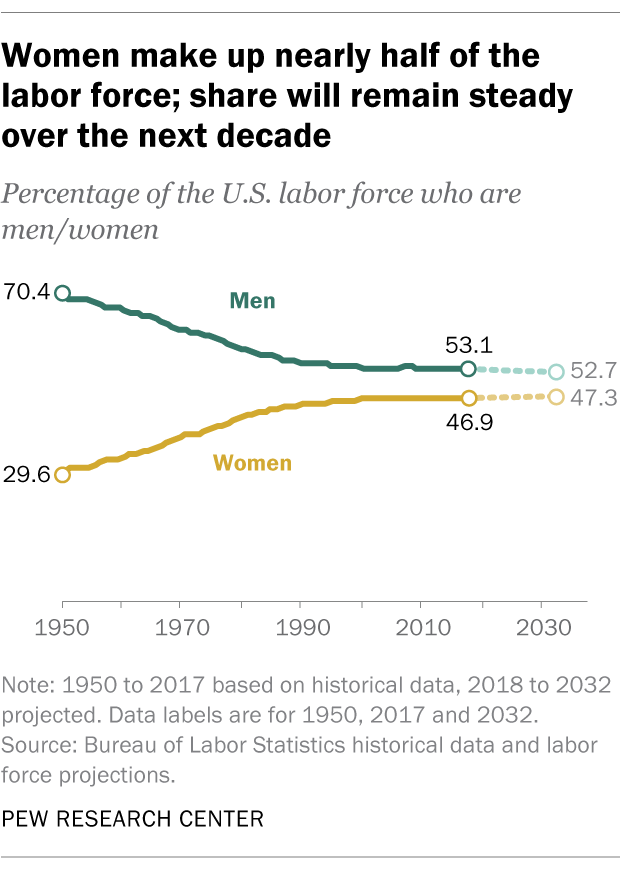 Women make up nearly half of the
labor force; share will remain steady
over the next decade
Percentage of the U.S. labor force who are
men/women
70.4
Men
53.1
52.7
47.3
46.9
29.6
Women
1950 1970 1990 2010 2030
Note: 1950 to 2017 based on historical data, 2018 to 2032
projected. Data labels are for 1950, 2017 and 2032.
Source: Bureau of Labor Statistics historical data and labor
force projections.
PEW RESEARCH CENTER